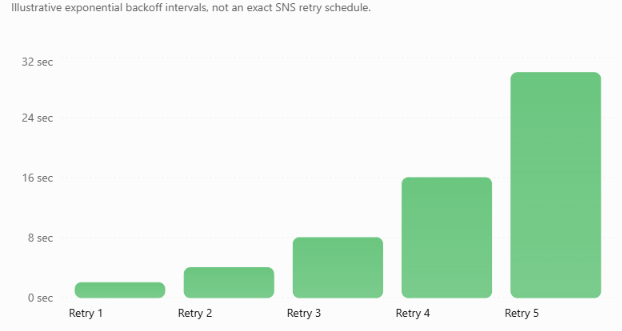 Illustrative exponential backoff intervals, not an exact SNS retry schedule.
32 sec
24 sec
16 sec
8 sec
0 sec
Retry 1
Retry 2
Retry 3
Retry 4
Retry 5